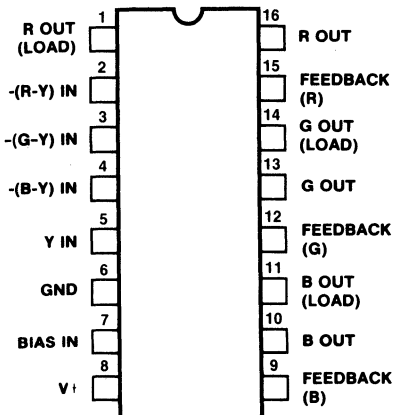 1
R OUT
(LOAD)
2
-(R-Y) IN
3
-(G-Y) IN
4
-(B-Y) IN
5
Y IN
6
GND
7
BIAS IN
8
V+
16
R OUT
15
FEEDBACK
(R)
14
G OUT
(LOAD)
13
G OUT
12
FEEDBACK
(G)
11
B OUT
(LOAD)
10
B OUT
9
FEEDBACK
(B)